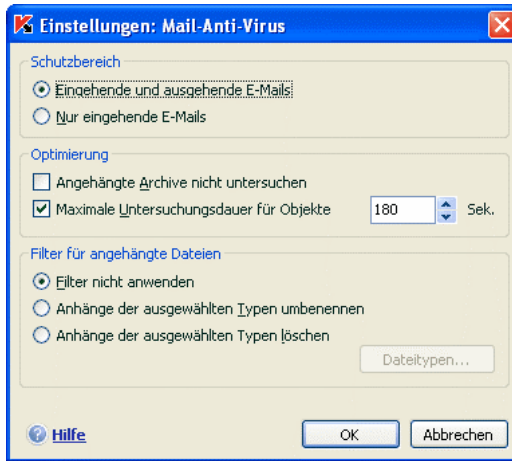 Einstellungen: Mail-Anti-Virus
Schutzbereich
Eingehende und ausgehende E-Mails
Nur eingehende E-Mails
Optimierung
Angehängte Archive nicht untersuchen
Maximale Untersuchungsdauer für Objekte 180 Sek.
Filter für angehängte Dateien
Filter nicht anwenden
Anhänge der ausgewählten Typen umbenennen
Anhänge der ausgewählten Typen löschen
Dateitypen...
Hilfe OK Abbrechen